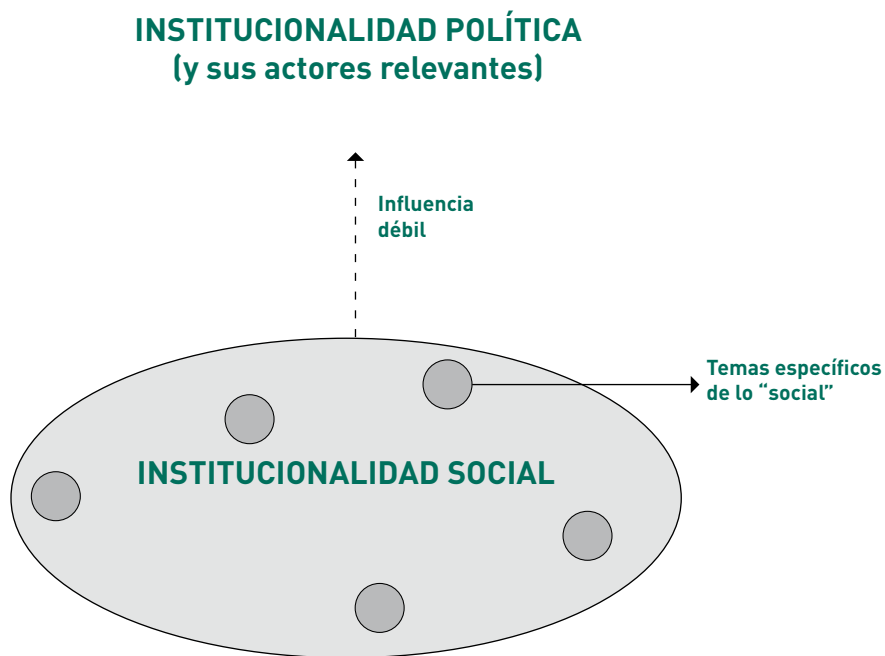 INSTITUCIONALIDAD POLÍTICA
(y sus actores relevantes)
Influencia
débil
Temas específicos
de lo “social”
INSTITUCIONALIDAD SOCIAL